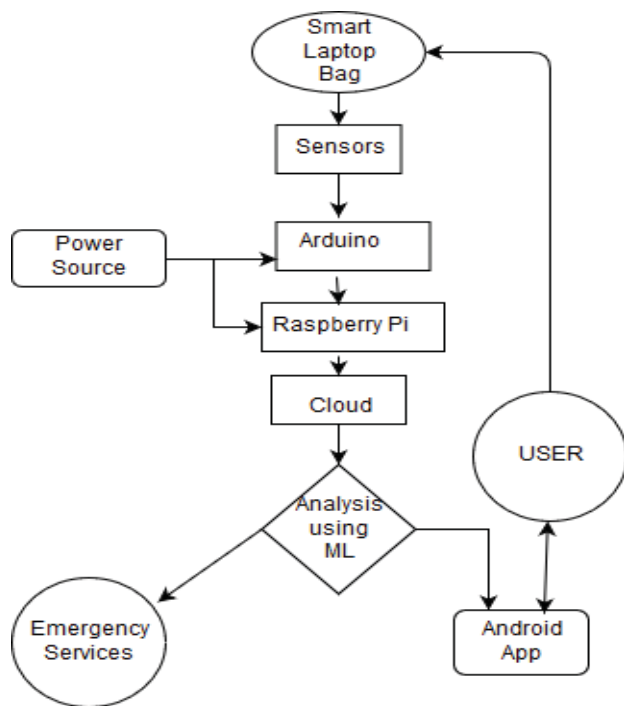 Smart
Laptop
Bag
Sensors
Power
Source
Arduino
Raspberry Pi
Cloud
USER
Analysis
using
ML
Emergency
Services
Android
App